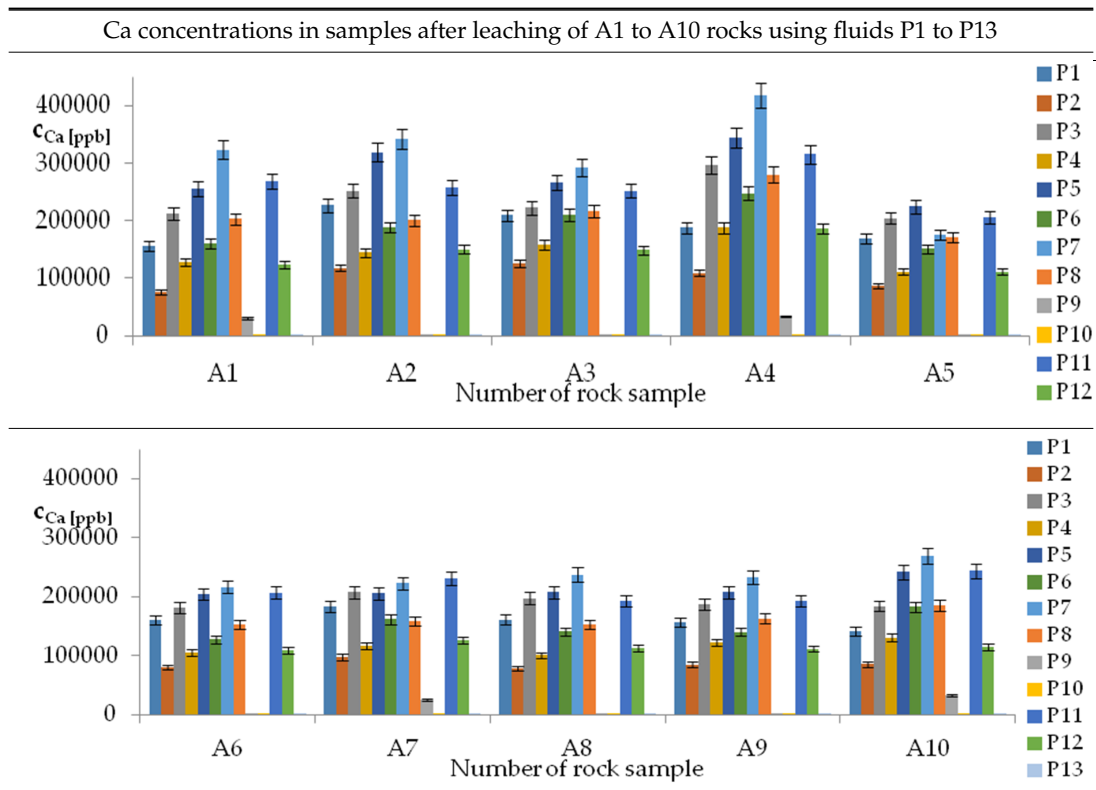 Ca concentrations in samples after leaching of A1 to A10 rocks using fluids P1 to P13
400000
cCa [ppb]
300000
200000
100000
0
A1 A2 A3 A4 A5
Number of rock sample
P1
P2
P3
P4
P5
P6
P7
P8
P9
P10
P11
P12
400000
cCa [ppb]
300000
200000
100000
0
A6 A7 A8 A9 A10
Number of rock sample
P1
P2
P3
P4
P5
P6
P7
P8
P9
P10
P11
P12
P13